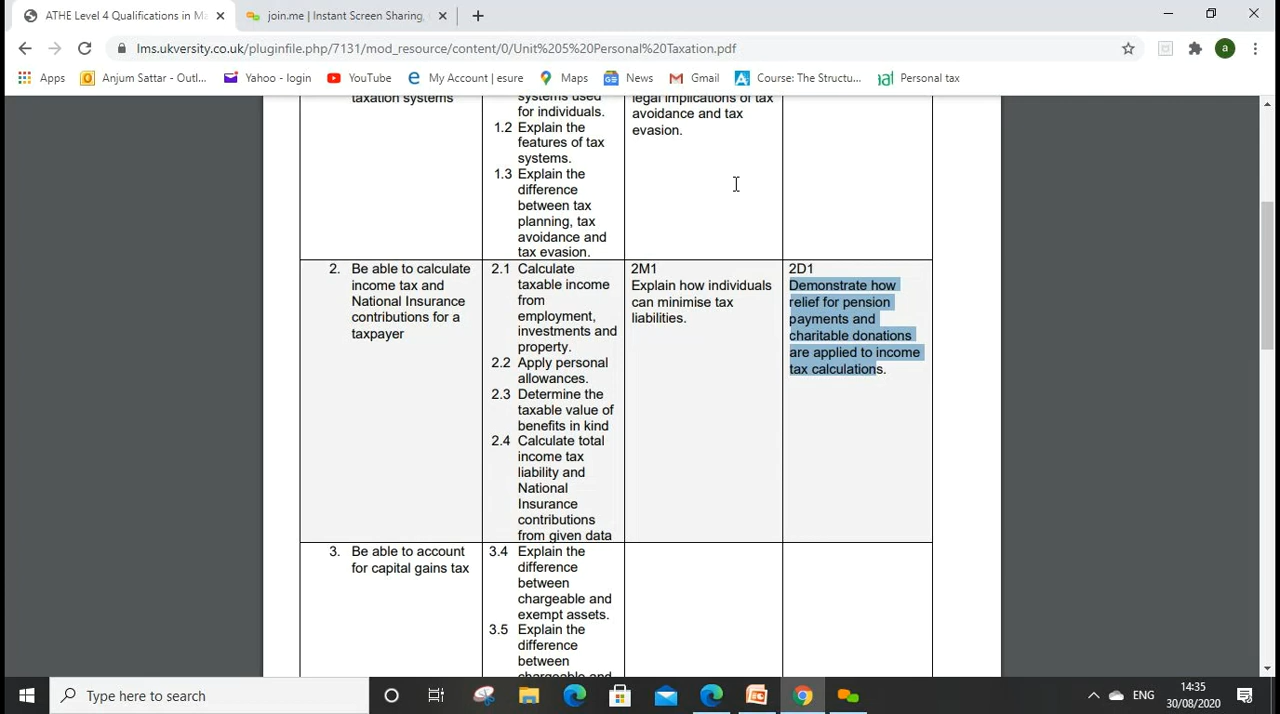 ATHE Level 4 Qualifications in Ma
join.me | Instant Screen Sharing,
lms.ukversity.co.uk/pluginfile.php/7131/mod_resource/content/0/Unit%205%20Personal%20Taxation.pdf
a
Apps
Anjum Sattar - Outl...
Yahoo - login
YouTube
My Account | esure
Maps
News
Gmail
Course: The Structu...
Personal tax
taxation systems
systems used
for individuals.
1.2 Explain the
features of tax
systems.
1.3 Explain the
difference
between tax
planning, tax
avoidance and
tax evasion.
legal implications of tax
avoidance and tax
evasion.
2. Be able to calculate
income tax and
National Insurance
contributions for a
taxpayer
2.1 Calculate
taxable income
from
employment,
investments and
property.
2.2 Apply personal
allowances.
2.3 Determine the
taxable value of
benefits in kind
2.4 Calculate total
income tax
liability and
National
Insurance
contributions
from given data
2M1
Explain how individuals
can minimise tax
liabilities.
2D1
Demonstrate how
relief for pension
payments and
charitable donations
are applied to income
tax calculations.
3. Be able to account
for capital gains tax
3.4 Explain the
difference
between
chargeable and
exempt assets.
3.5 Explain the
difference
between
chargeable and
Type here to search
ENG
14:35
30/08/2020